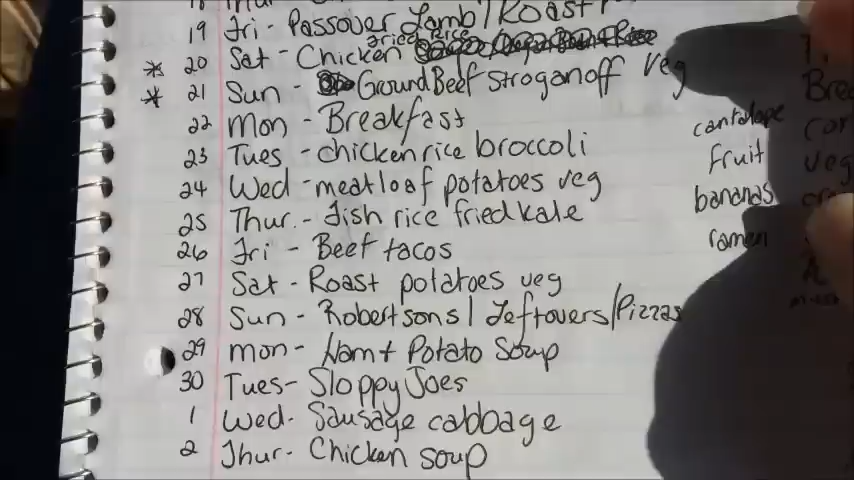 19 Fri - Passover Lamb / Roast
20 Sat - Chicken fried rice
* 21 Sun - Ground Beef stroganoff veg
* 22 Mon - Breakfast
23 Tues - chicken rice broccoli
24 Wed - meatloaf potatoes veg
25 Thur. - Fish rice fried kale
26 Fri - Beef tacos
27 Sat - Roast potatoes veg
28 Sun - Robertsons / Leftovers / Pizzas
29 Mon - Ham + Potato Soup
30 Tues - Sloppy Joes
1 Wed - Sausage cabbage
2 Thur - Chicken soup
cantalope
fruit
bananas
ramen